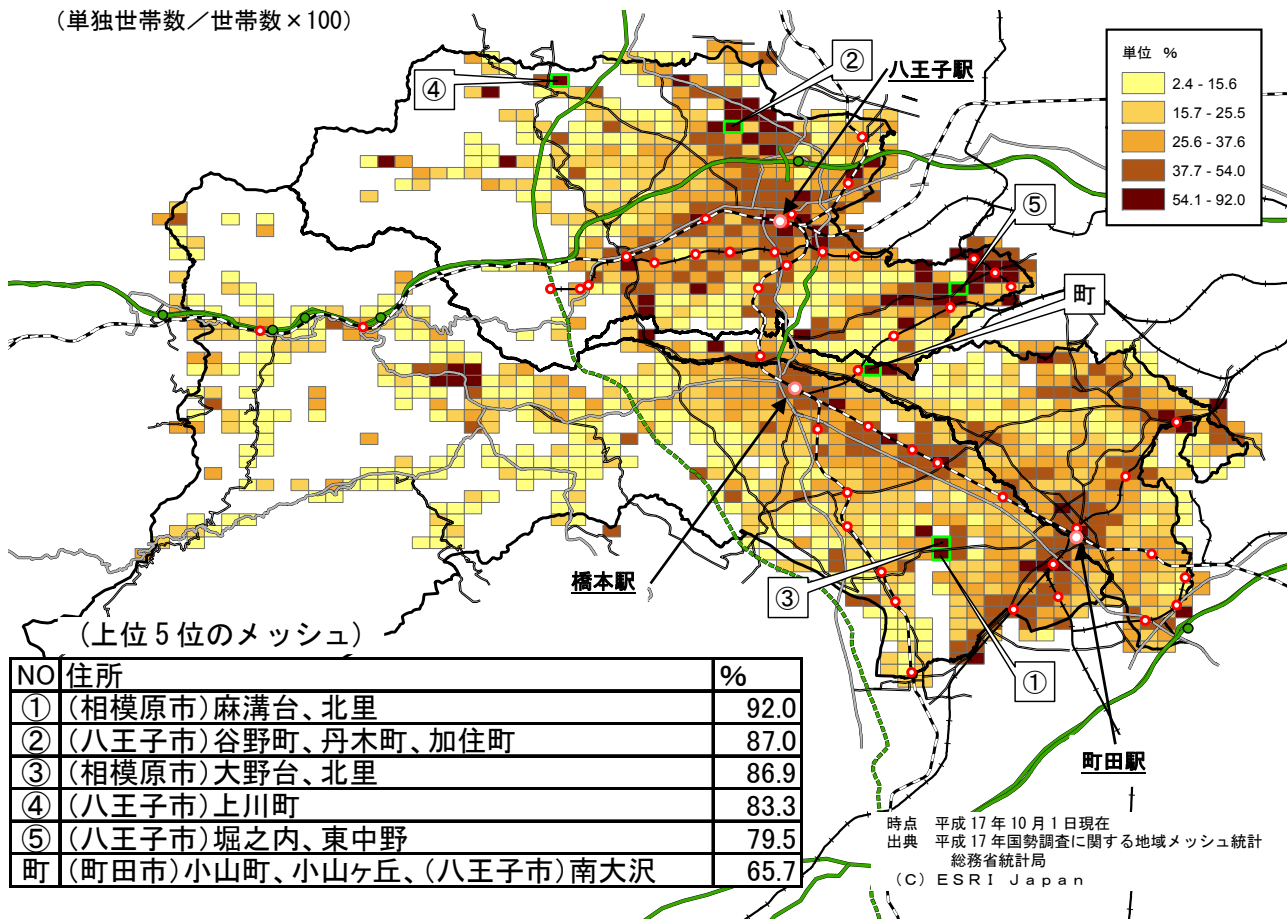 (単独世帯数/世帯数×100)
②
八王子駅
④
単位 %
2.4 - 15.6
15.7 - 25.5
25.6 - 37.6
37.7 - 54.0
54.1 - 92.0
⑤
町
橋本駅
③
①
町田駅
(上位5位のメッシュ)
NO 住所 %
① (相模原市)麻溝台、北里 92.0
② (八王子市)谷野町、丹木町、加住町 87.0
③ (相模原市)大野台、北里 86.9
④ (八王子市)上川町 83.3
⑤ (八王子市)堀之内、東中野 79.5
町 (町田市)小山町、小山ヶ丘、(八王子市)南大沢 65.7
時点 平成17年10月1日現在
出典 平成17年国勢調査に関する地域メッシュ統計
総務省統計局
(C) ESRI Japan